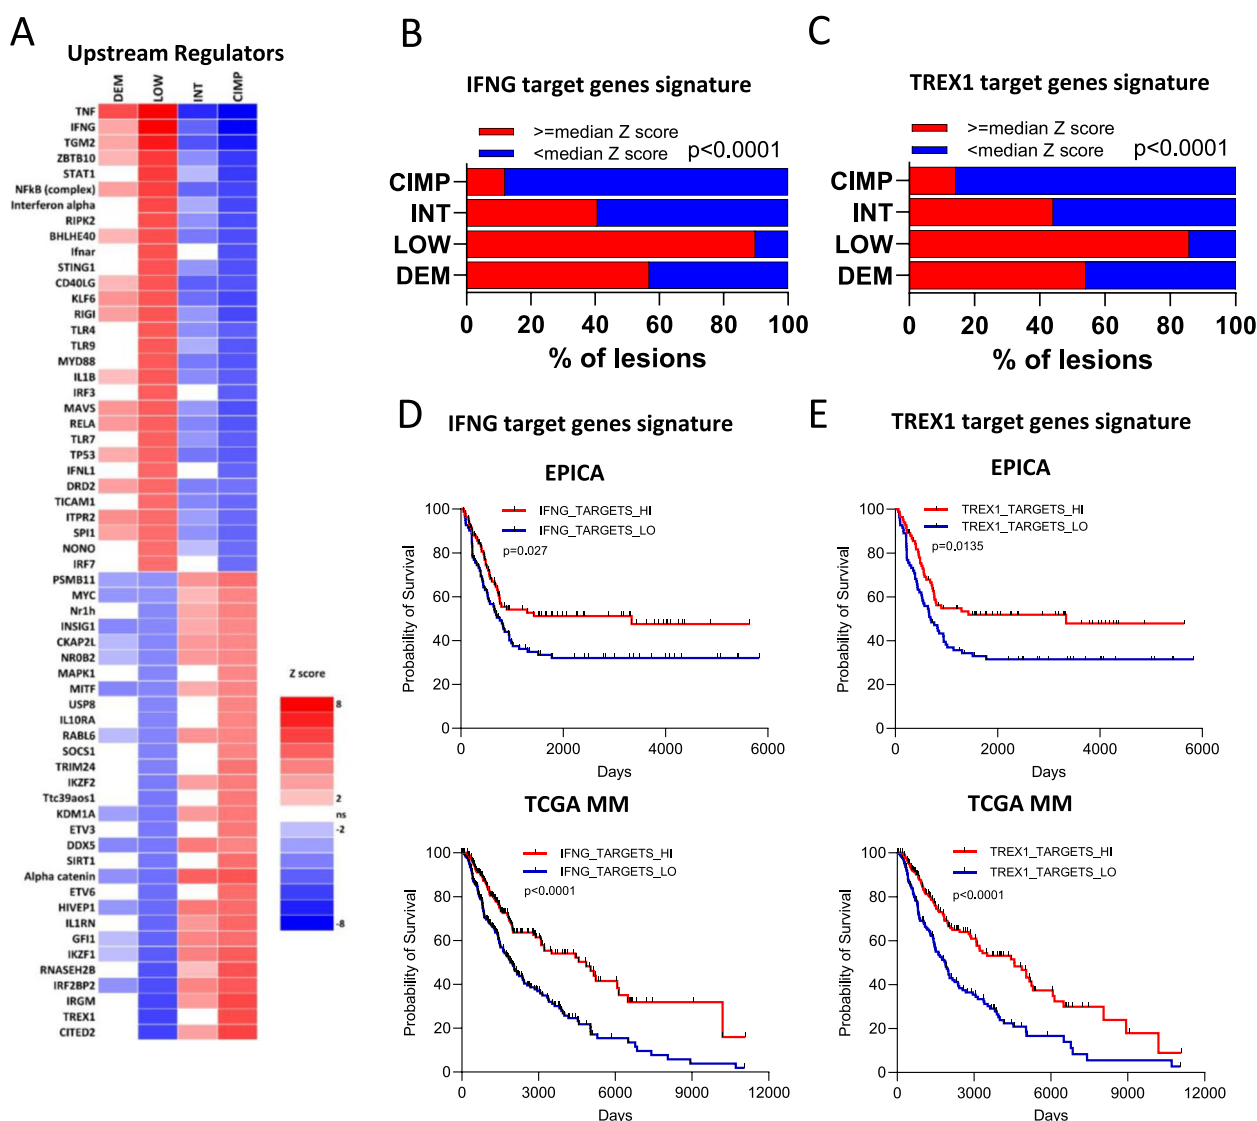 A
Upstream Regulators
DEM LOW INT CIMP
TNF
IFNG
TGM2
ZBTB10
STAT1
NFkB (complex)
Interferon alpha
RIPK2
BHLHE40
Ifnar
STING1
CD40LG
KLF6
RIGI
TLR4
TLR9
MYD88
IL1B
IRF3
MAVS
RELA
TLR7
TP53
IFNL1
DRD2
TICAM1
ITPR2
SPI1
NONO
IRF7
PSMB11
MYC
Nr1h
INSIG1
CKAP2L
NR0B2
MAPK1
MITF
USP8
IL10RA
RABL6
SOCS1
TRIM24
IKZF2
Ttc39aos1
KDM1A
ETV3
DDX5
SIRT1
Alpha catenin
ETV6
HIVEP1
IL1RN
GFI1
IKZF1
RNASEH2B
IRF2BP2
IRGM
TREX1
CITED2
Z score
8
2
ns
-2
-8
B
IFNG target genes signature
>=median Z score
<median Z score
p<0.0001
CIMP
INT
LOW
DEM
0 20 40 60 80 100
% of lesions
C
TREX1 target genes signature
>=median Z score
<median Z score
p<0.0001
CIMP
INT
LOW
DEM
0 20 40 60 80 100
% of lesions
D
IFNG target genes signature
EPICA
IFNG_TARGETS_HI
IFNG_TARGETS_LO
p=0.027
Probability of Survival
100
80
60
40
20
0
0 2000 4000 6000
Days
TCGA MM
IFNG_TARGETS_HI
IFNG_TARGETS_LO
p<0.0001
Probability of Survival
100
80
60
40
20
0
0 3000 6000 9000 12000
Days
E
TREX1 target genes signature
EPICA
TREX1_TARGETS_HI
TREX1_TARGETS_LO
p=0.0135
Probability of Survival
100
80
60
40
20
0
0 2000 4000 6000
Days
TCGA MM
TREX1_TARGETS_HI
TREX1_TARGETS_LO
p<0.0001
Probability of Survival
100
80
60
40
20
0
0 3000 6000 9000 12000
Days